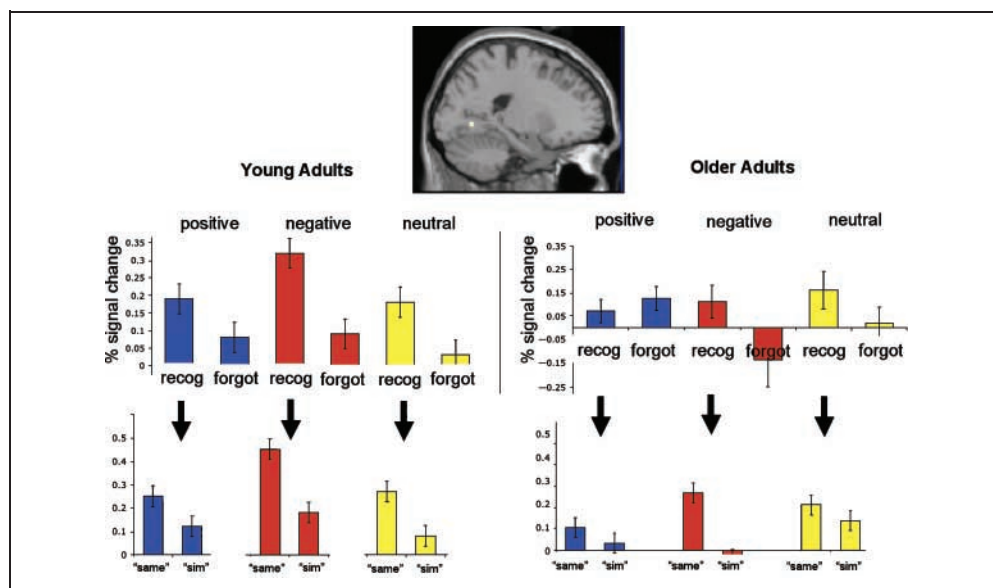 Young Adults
Older Adults
positive negative neutral
% signal change
0.35
0.3
0.25
0.2
0.15
0.1
0.05
0
recog forgot recog forgot recog forgot
0.5
0.4
0.3
0.2
0.1
0
"same" "sim" "same" "sim" "same" "sim"
positive negative neutral
% signal change
0.35
0.25
0.15
0.05
−0.05
−0.15
−0.25
recog forgot recog forgot recog forgot
0.5
0.4
0.3
0.2
0.1
0
"same" "sim" "same" "sim" "same" "sim"